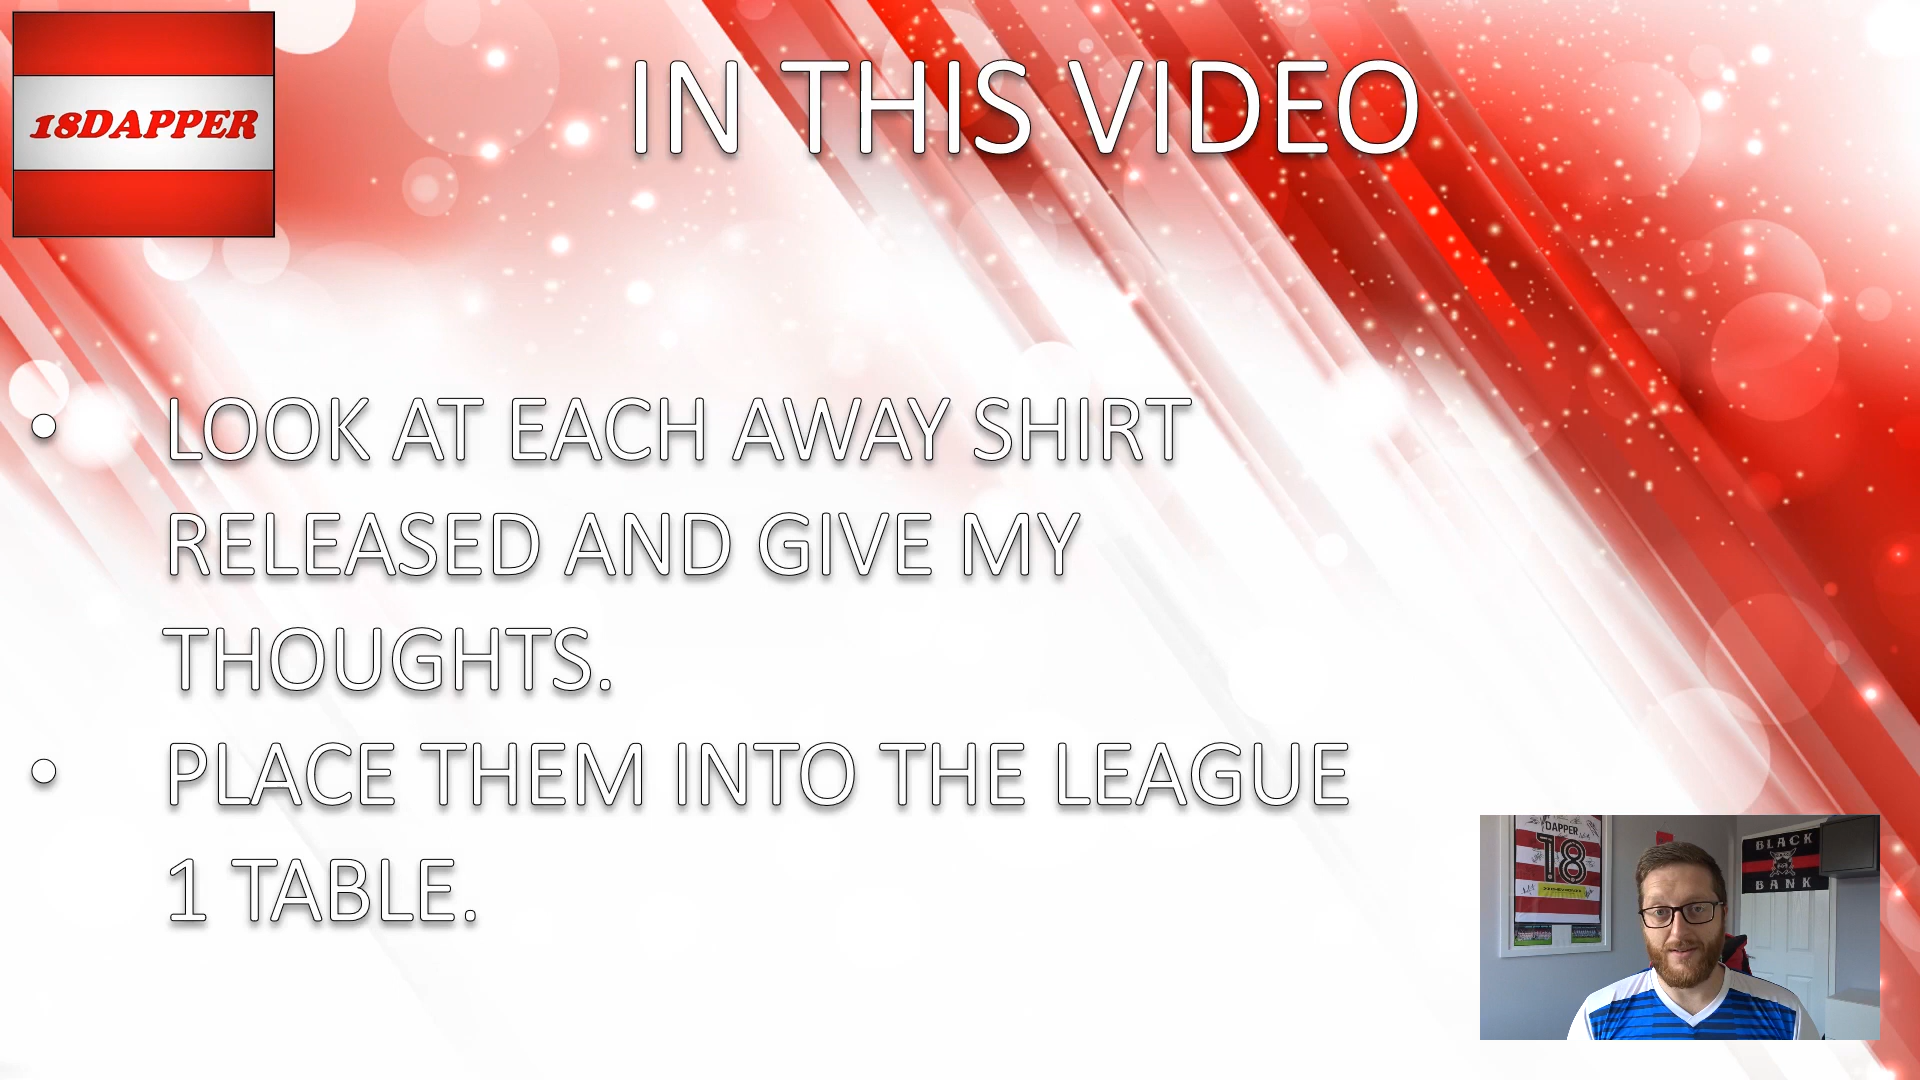 18DAPPER
IN THIS VIDEO
• LOOK AT EACH AWAY SHIRT
RELEASED AND GIVE MY
THOUGHTS.
• PLACE THEM INTO THE LEAGUE
1 TABLE.
DAPPER
18
BLACK
BANK